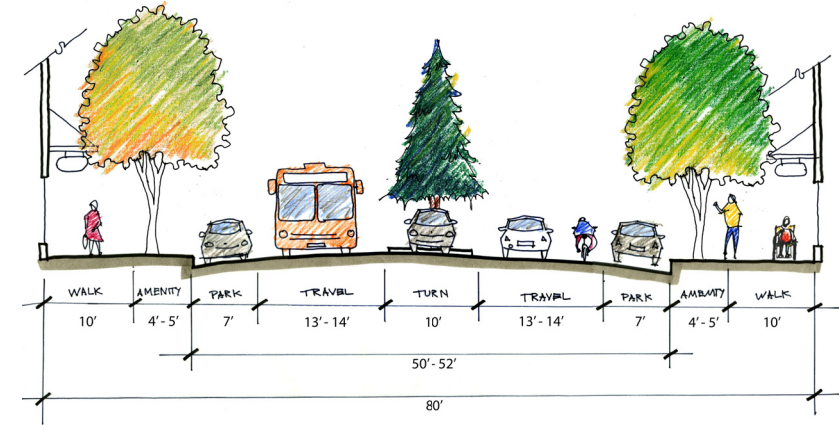 WALK AMENITY PARK TRAVEL TURN TRAVEL PARK AMENITY WALK
10' 4'-5' 7' 13'-14' 10' 13'-14' 7' 4'-5' 10'
50'-52'
80'